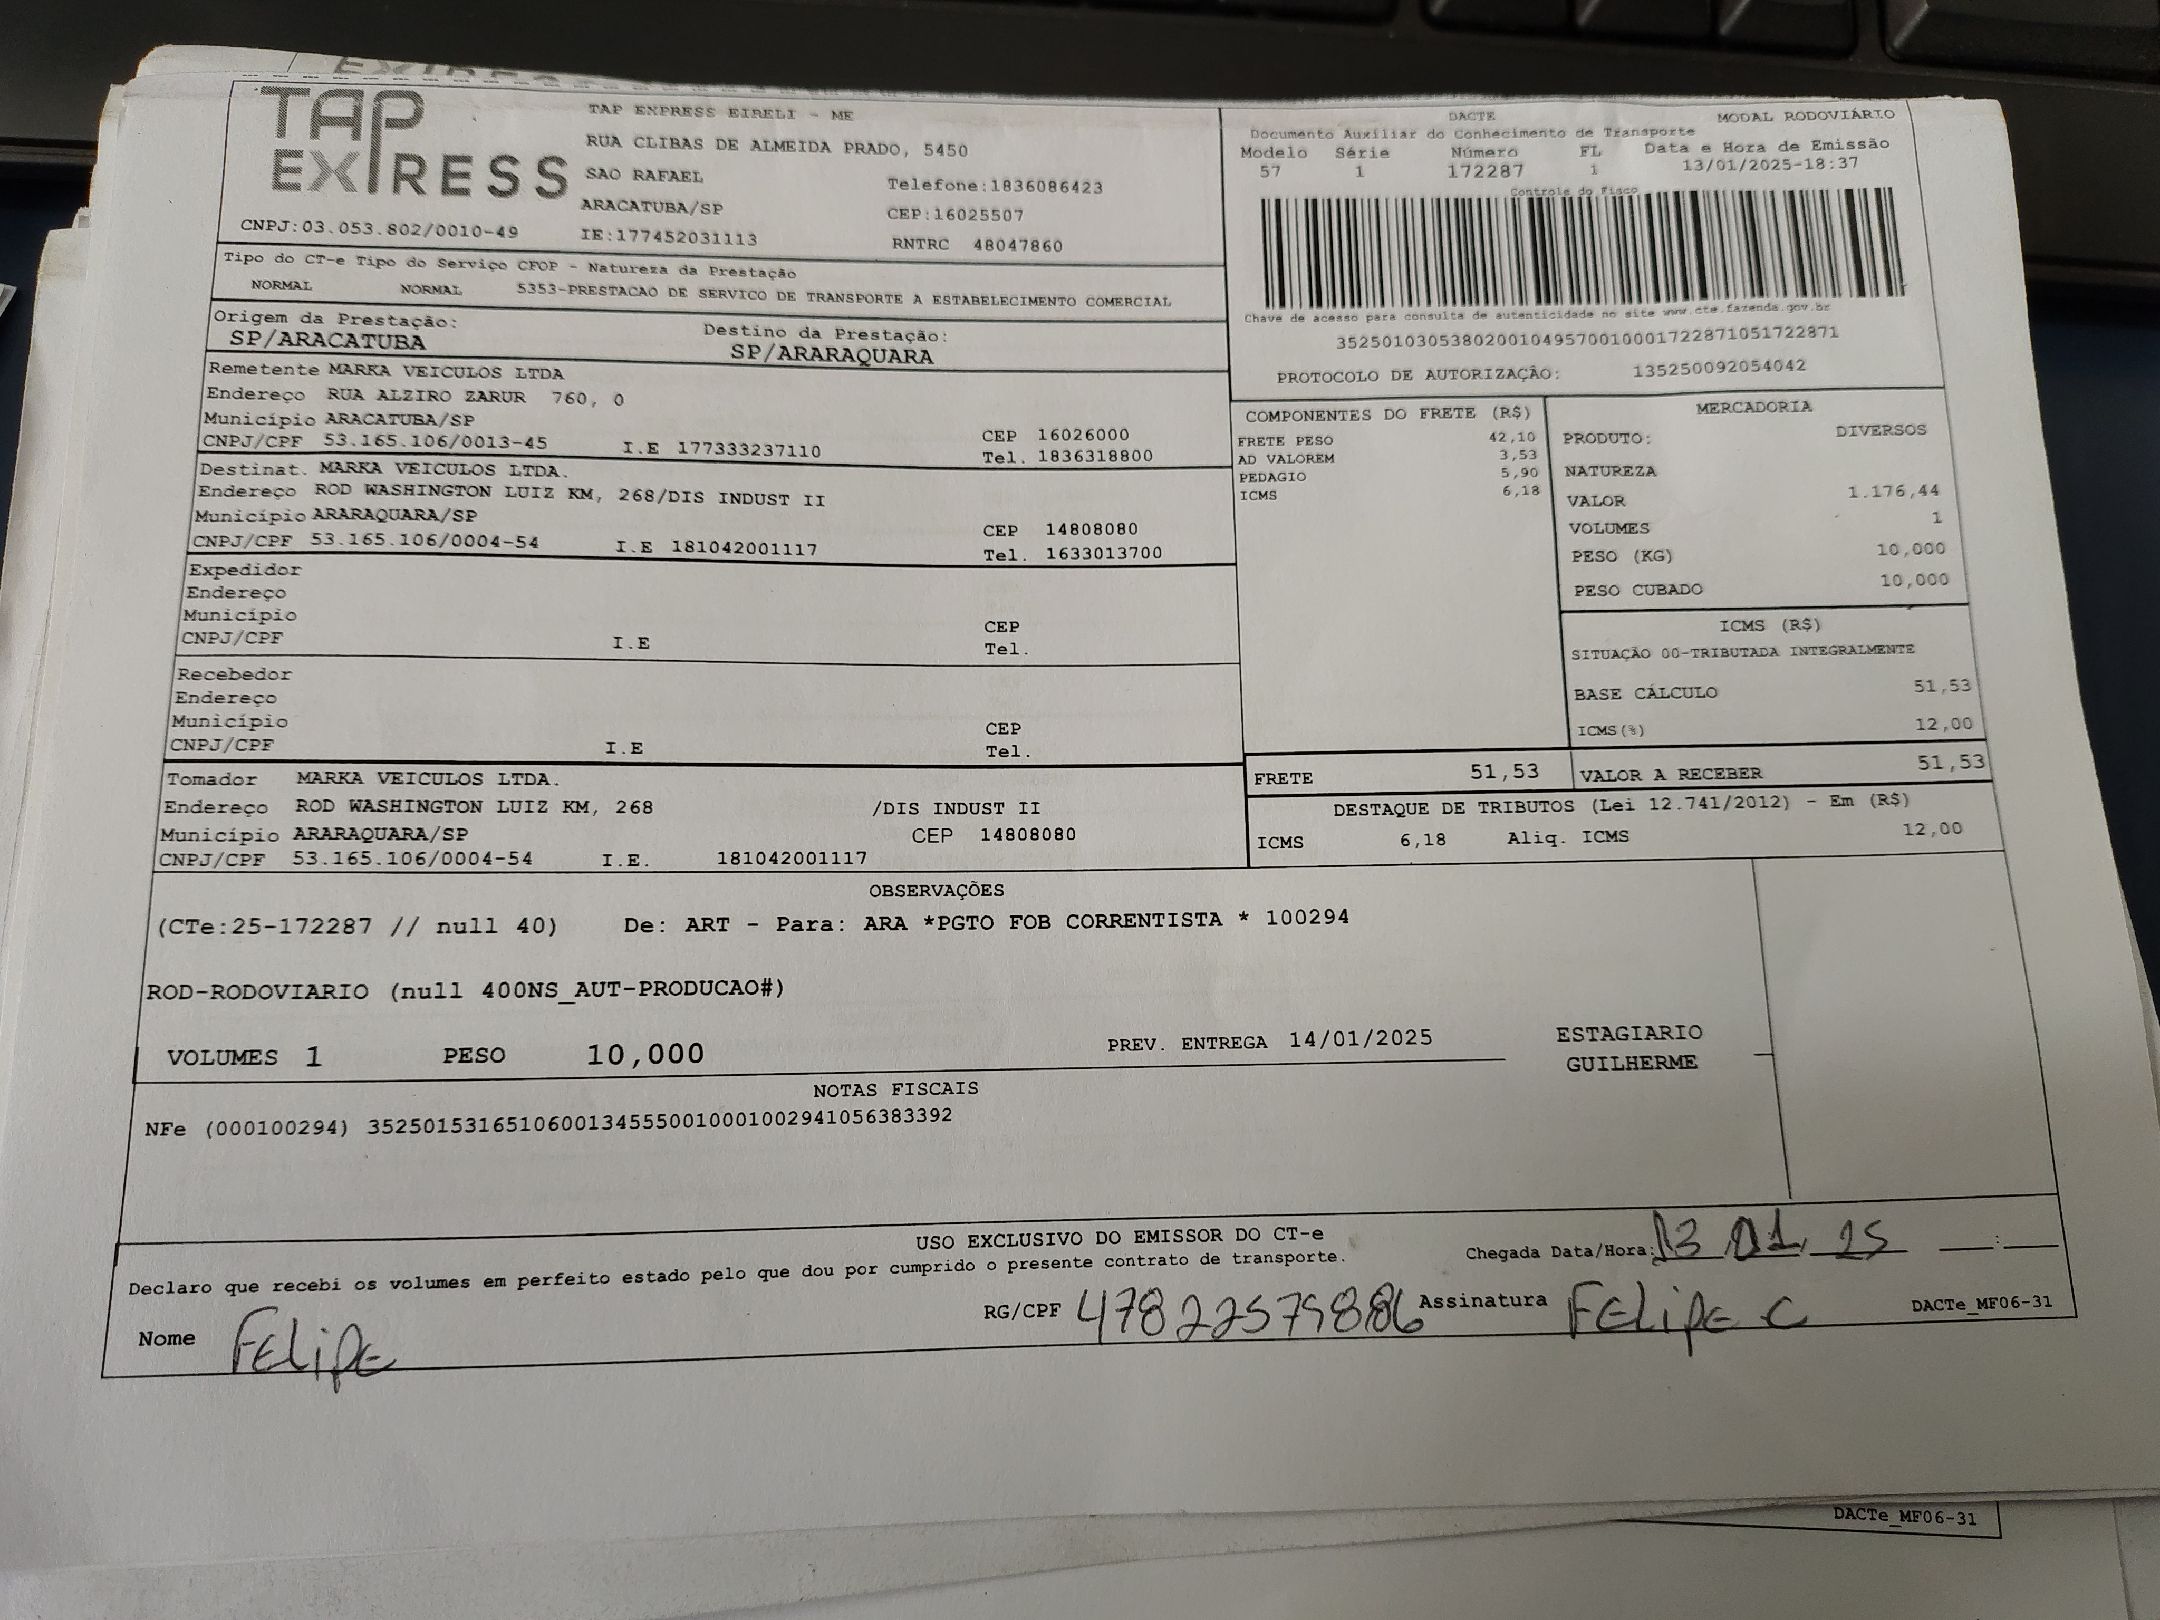 TAP EXPRESS
TAP EXPRESS EIRELI - ME
RUA CLIBAS DE ALMEIDA PRADO, 5450
SAO RAFAEL
Telefone:1836086423
ARACATUBA/SP
CEP:16025507
CNPJ:03.053.802/0010-49 IE:177452031113 RNTRC 48047860
DACTE MODAL RODOVIÁRIO
Documento Auxiliar do Conhecimento de Transporte
Modelo Série Número FL Data e Hora de Emissão
57 1 172287 1 13/01/2025-18:37
Controle do Fisco
Chave de acesso para consulta de autenticidade no site www.cte.fazenda.gov.br
35250103053802001049570010001722871051722871
PROTOCOLO DE AUTORIZAÇÃO: 135250092054042
Tipo do CT-e Tipo do Serviço CFOP - Natureza da Prestação
NORMAL NORMAL 5353-PRESTACAO DE SERVICO DE TRANSPORTE A ESTABELECIMENTO COMERCIAL
Origem da Prestação: Destino da Prestação:
SP/ARACATUBA SP/ARARAQUARA
Remetente MARKA VEICULOS LTDA
Endereço RUA ALZIRO ZARUR 760, 0
Município ARACATUBA/SP CEP 16026000
CNPJ/CPF 53.165.106/0013-45 I.E 177333237110 Tel. 1836318800
Destinat. MARKA VEICULOS LTDA.
Endereço ROD WASHINGTON LUIZ KM, 268/DIS INDUST II
Município ARARAQUARA/SP CEP 14808080
CNPJ/CPF 53.165.106/0004-54 I.E 181042001117 Tel. 1633013700
Expedidor
Endereço
Município CEP
CNPJ/CPF I.E Tel.
Recebedor
Endereço
Município CEP
CNPJ/CPF I.E Tel.
Tomador MARKA VEICULOS LTDA.
Endereço ROD WASHINGTON LUIZ KM, 268 /DIS INDUST II
Município ARARAQUARA/SP CEP 14808080
CNPJ/CPF 53.165.106/0004-54 I.E. 181042001117
COMPONENTES DO FRETE (R$)
FRETE PESO 42,10
AD VALOREM 3,53
PEDAGIO 5,90
ICMS 6,18
MERCADORIA
PRODUTO: DIVERSOS
NATUREZA
VALOR 1.176,44
VOLUMES 1
PESO (KG) 10,000
PESO CUBADO 10,000
ICMS (R$)
SITUAÇÃO 00-TRIBUTADA INTEGRALMENTE
BASE CÁLCULO 51,53
ICMS(%) 12,00
FRETE 51,53 VALOR A RECEBER 51,53
DESTAQUE DE TRIBUTOS (Lei 12.741/2012) - Em (R$)
ICMS 6,18 Aliq. ICMS 12,00
OBSERVAÇÕES
(CTe:25-172287 // null 40) De: ART - Para: ARA *PGTO FOB CORRENTISTA * 100294
ROD-RODOVIARIO (null 400NS_AUT-PRODUCAO#)
VOLUMES 1 PESO 10,000 PREV. ENTREGA 14/01/2025 ESTAGIARIO
GUILHERME
NOTAS FISCAIS
NFe (000100294) 35250153165106001345550010001002941056383392
USO EXCLUSIVO DO EMISSOR DO CT-e
Declaro que recebi os volumes em perfeito estado pelo que dou por cumprido o presente contrato de transporte.
Chegada Data/Hora: 13 01 25 __:__
Nome Felipe RG/CPF 47822579886 Assinatura Felipe C DACTe_MF06-31
DACTe_MF06-31